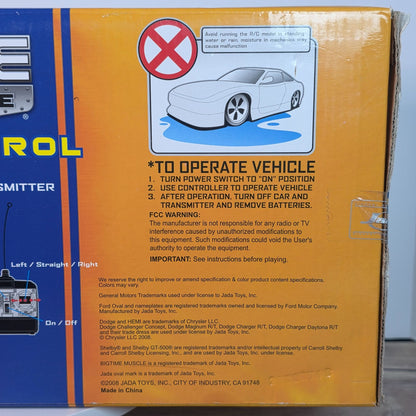 E
E ®
ROL
SMITTER
Left / Straight / Right
On / Off
Avoid running the R/C model in standing
water or rain, moisture in mechanics may
cause malfunction
*TO OPERATE VEHICLE
1. TURN POWER SWITCH TO "ON" POSITION
2. USE CONTROLLER TO OPERATE VEHICLE
3. AFTER OPERATION, TURN OFF CAR AND
TRANSMITTER AND REMOVE BATTERIES.
FCC WARNING:
The manufacturer is not responsible for any radio or TV
interference caused by unauthorized modifications to
this equipment. Such modifications could void the User's
authority to operate the equipment.
IMPORTANT: See instructions before playing.
We reserve the right to improve or amend specification & color product content specifications.
Colors may vary.
General Motors Trademarks used under license to Jada Toys, Inc.
Ford Oval and nameplates are registered trademarks owned and licensed by Ford Motor Company.
Manufactured by Jada Toys, Inc.
Dodge and HEMI are trademarks of Chrysler LLC.
Dodge Challenger Concept, Dodge Magnum R/T, Dodge Charger R/T, Dodge Charger Daytona R/T
and their trade dress are used under license by Jada Toys, Inc.
© Chrysler LLC 2008.
Shelby® and Shelby GT-500® are registered trademarks and/or intellectual property of Carroll Shelby and
Carroll Shelby Licensing, Inc., and are used by Jada Toys, Inc. under license.
BIGTIME MUSCLE is a registered trademark of Jada Toys, Inc.
Jada oval mark is a trademark of Jada Toys, Inc.
©2008 JADA TOYS, INC., CITY OF INDUSTRY, CA 91748
Made in China